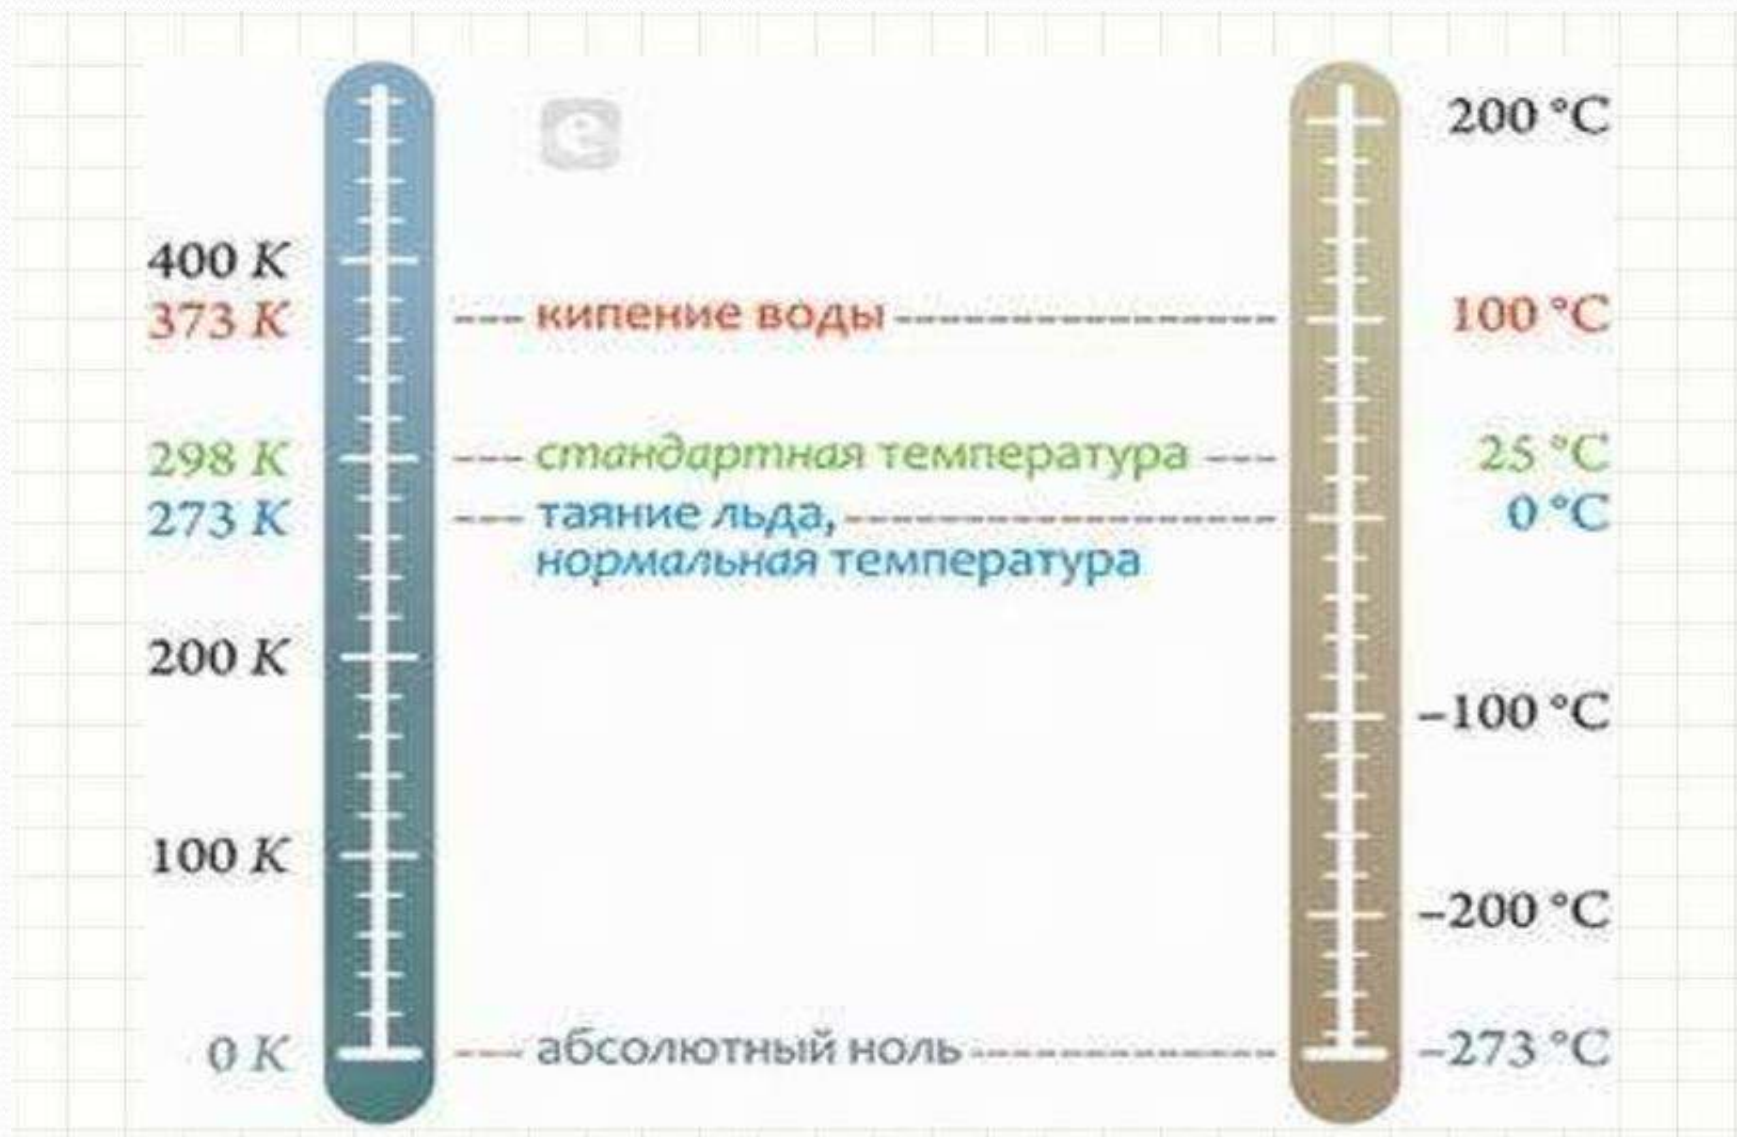 200 °C
400 К
373 К кипение воды 100 °C
298 К стандартная температура 25 °C
273 К таяние льда, 0 °C
нормальная температура
200 К
–100 °C
100 К
–200 °C
0 К абсолютный ноль –273 °C